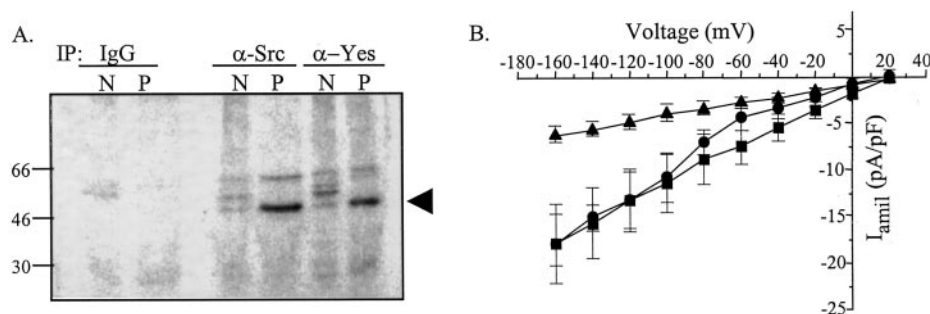 A.
IP: IgG α-Src α–Yes
N P N P N P
66
46
30
B.
Voltage (mV)
-180 -160 -140 -120 -100 -80 -60 -40 -20 20 40
5
-5
-10
-15
-20
-25
Iamil (pA/pF)